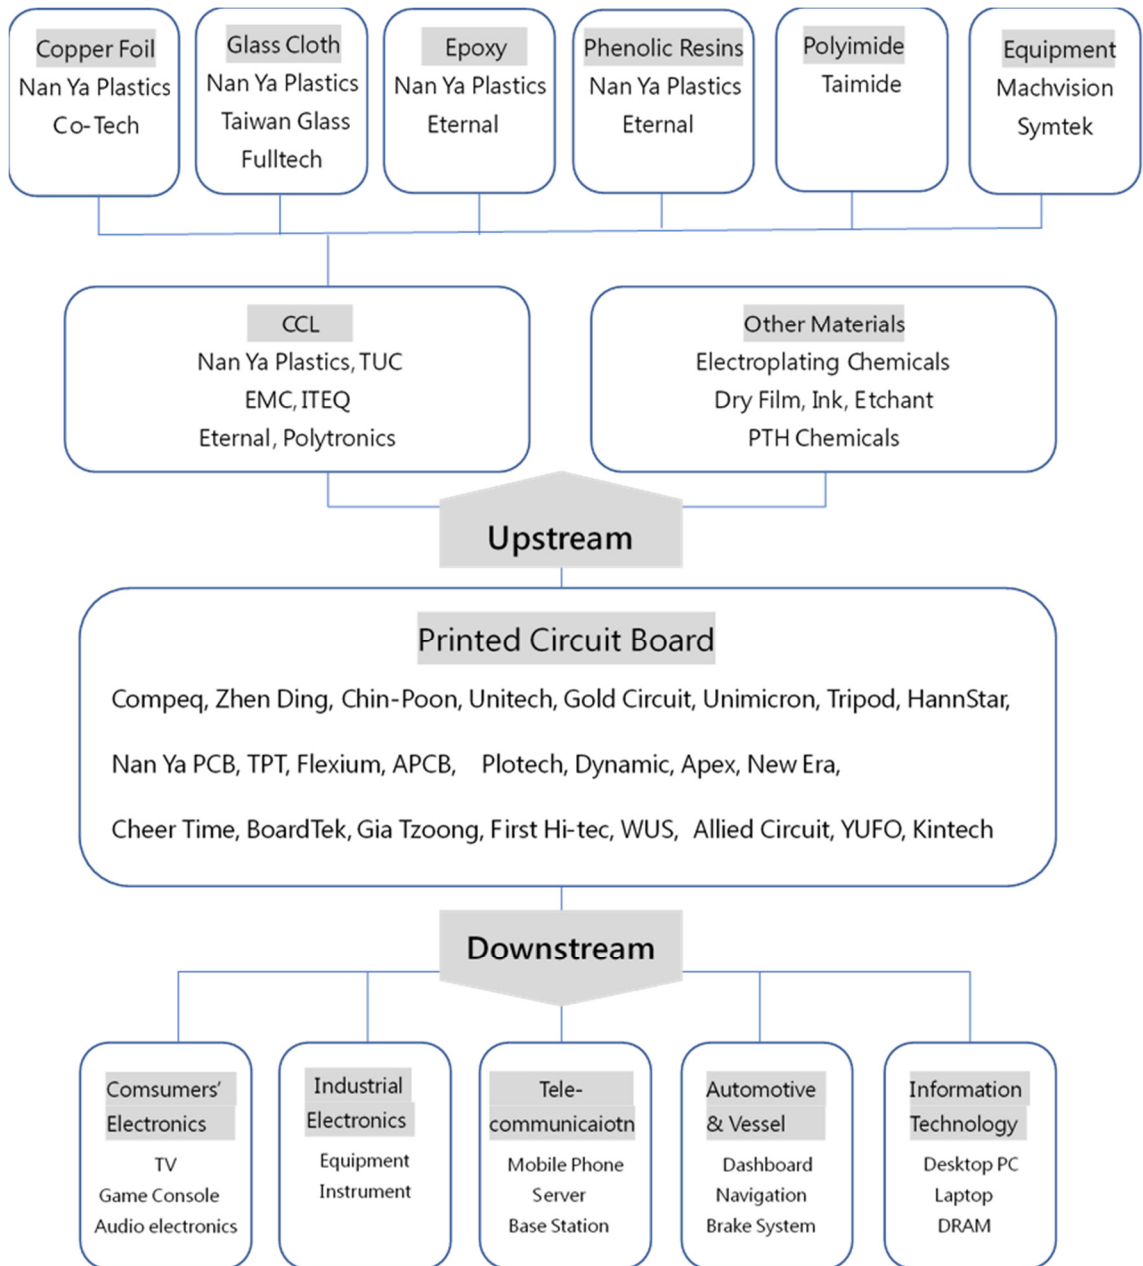 Copper Foil
Nan Ya Plastics
Co-Tech
Glass Cloth
Nan Ya Plastics
Taiwan Glass
Fulltech
Epoxy
Nan Ya Plastics
Eternal
Phenolic Resins
Nan Ya Plastics
Eternal
Polyimide
Taimide
Equipment
Machvision
Symtek
CCL
Nan Ya Plastics, TUC
EMC, ITEQ
Eternal, Polytronics
Other Materials
Electroplating Chemicals
Dry Film, Ink, Etchant
PTH Chemicals
Upstream
Printed Circuit Board
Compeq, Zhen Ding, Chin-Poon, Unitech, Gold Circuit, Unimicron, Tripod, HannStar,
Nan Ya PCB, TPT, Flexium, APCB, Plotech, Dynamic, Apex, New Era,
Cheer Time, BoardTek, Gia Tzoong, First Hi-tec, WUS, Allied Circuit, YUFO, Kintech
Downstream
Comsumers'
Electronics
TV
Game Console
Audio electronics
Industrial
Electronics
Equipment
Instrument
Tele-
communicaiotn
Mobile Phone
Server
Base Station
Automotive
& Vessel
Dashboard
Navigation
Brake System
Information
Technology
Desktop PC
Laptop
DRAM